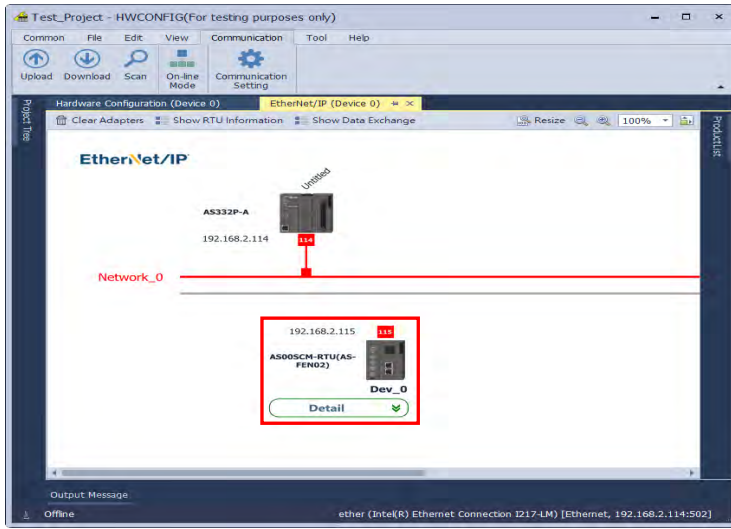 Test_Project - HWCONFIG(For testing purposes only)
Common File Edit View Communication Tool Help
Upload Download Scan On-line Mode Communication Setting
Project Tree
Hardware Configuration (Device 0) EtherNet/IP (Device 0)
Clear Adapters Show RTU Information Show Data Exchange Resize 100%
Product List
EtherNet/IP
Untitled
AS332P-A
192.168.2.114 114
Network_0
192.168.2.115 115
AS00SCM-RTU(AS-
FEN02)
Dev_0
Detail
Output Message
Offline ether (Intel(R) Ethernet Connection I217-LM) [Ethernet, 192.168.2.114:502]